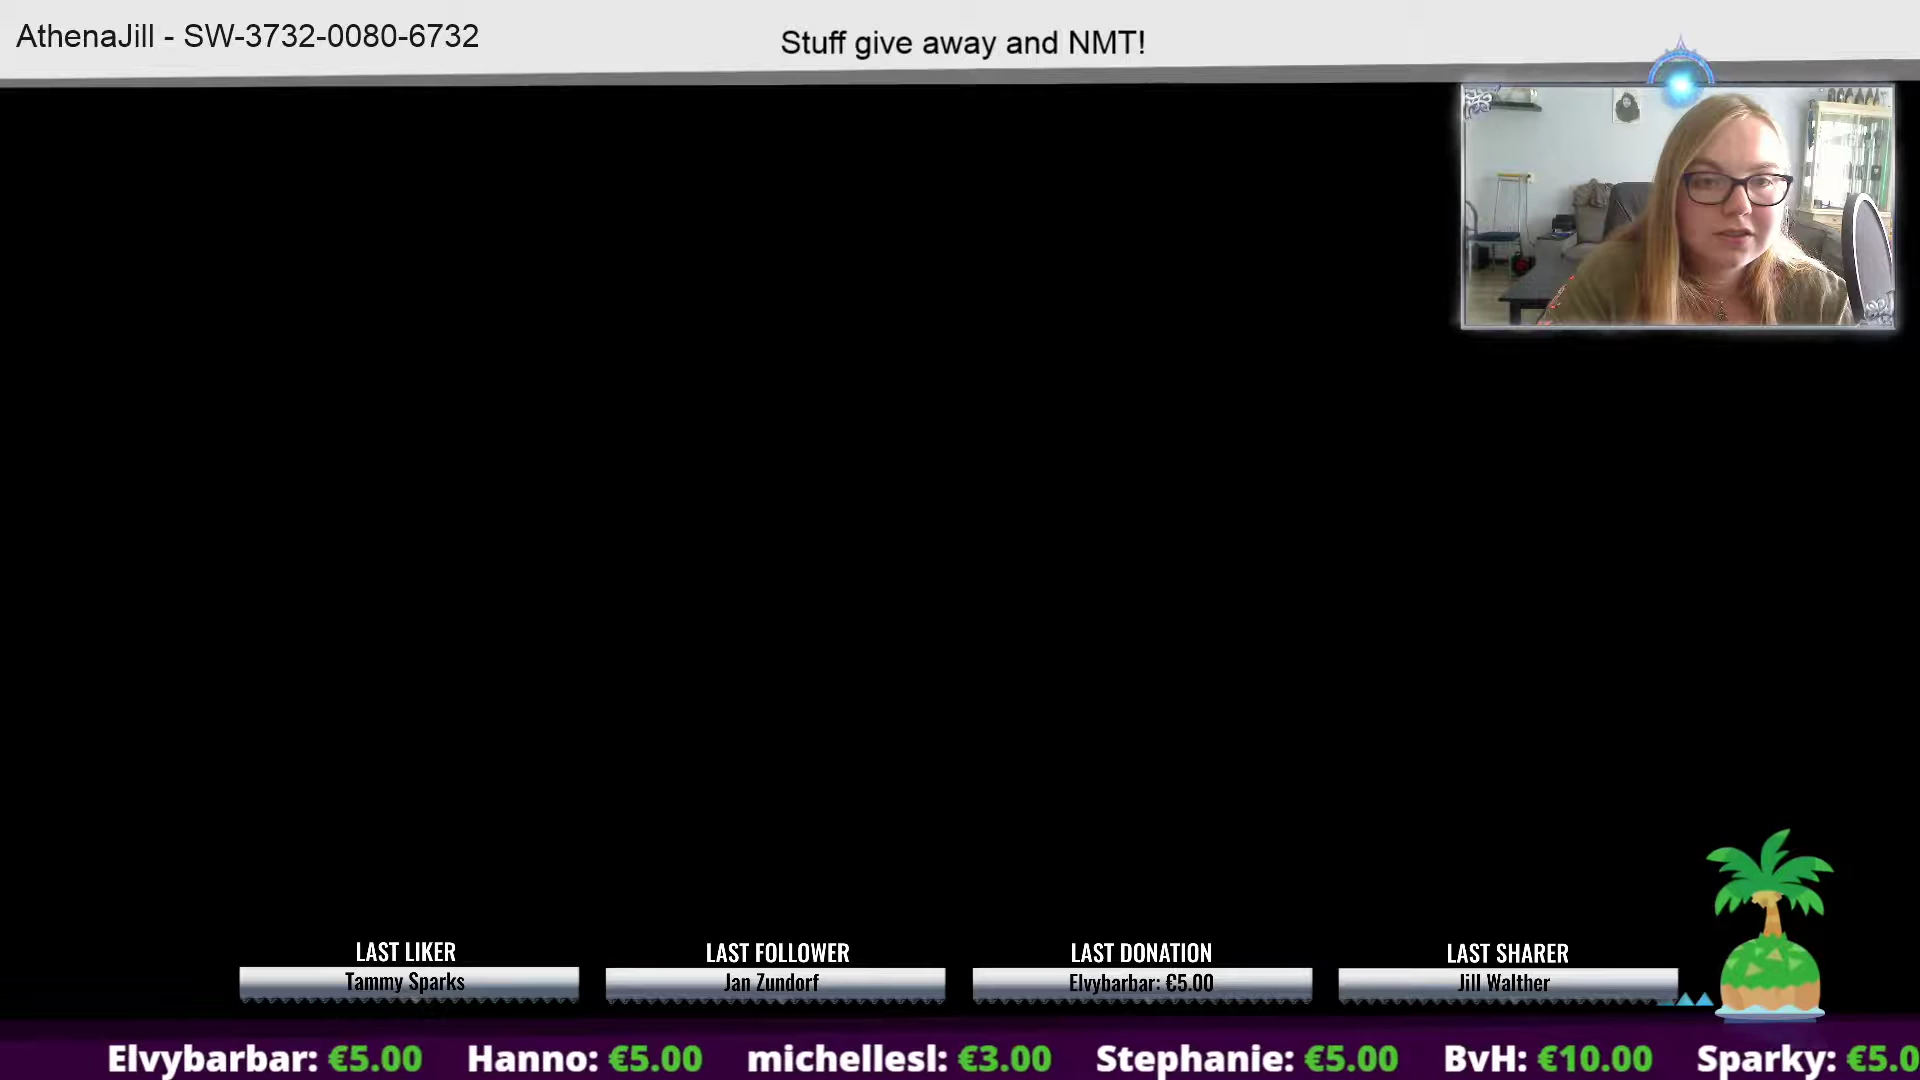 AthenaJill - SW-3732-0080-6732
Stuff give away and NMT!
LAST LIKER
Tammy Sparks
LAST FOLLOWER
Jan Zundorf
LAST DONATION
Elvybarbar: €5.00
LAST SHARER
Jill Walther
Elvybarbar: €5.00 Hanno: €5.00 michellesl: €3.00 Stephanie: €5.00 BvH: €10.00 Sparky: €5.0